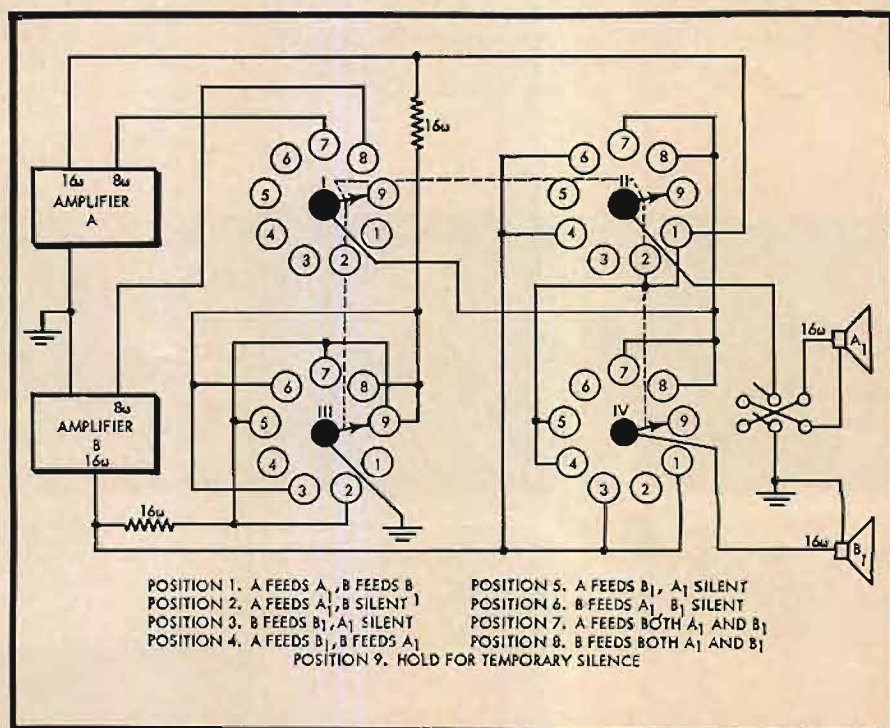 16ω
7
8
6
I
5
9
4
1
3
2
7
6
8
II
5
9
4
1
3
2
16ω 8ω
AMPLIFIER
A
16ω
A1
8ω
AMPLIFIER
B
16ω
7
6
8
III
5
9
4
1
3
2
7
6
8
IV
5
9
4
1
3
2
16ω
16ω
B1
POSITION 1. A FEEDS A1, B FEEDS B
POSITION 2. A FEEDS A1, B SILENT 1
POSITION 3. B FEEDS B1, A1 SILENT
POSITION 4. A FEEDS B1, B FEEDS A1
POSITION 5. A FEEDS B1, A1 SILENT
POSITION 6. B FEEDS A1, B1 SILENT
POSITION 7. A FEEDS BOTH A1 AND B1
POSITION 8. B FEEDS BOTH A1 AND B1
POSITION 9. HOLD FOR TEMPORARY SILENCE